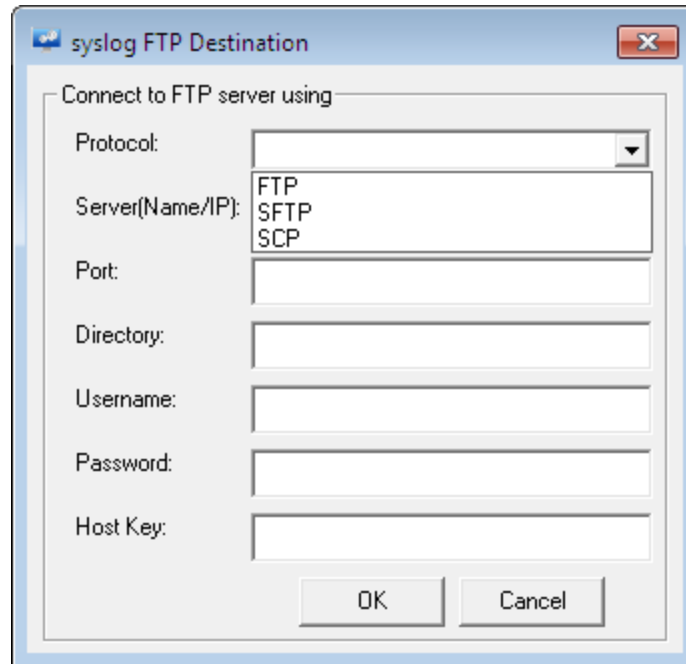 syslog FTP Destination
Connect to FTP server using
Protocol:
FTP
Server(Name/IP):
SFTP
SCP
Port:
Directory:
Username:
Password:
Host Key:
OK Cancel